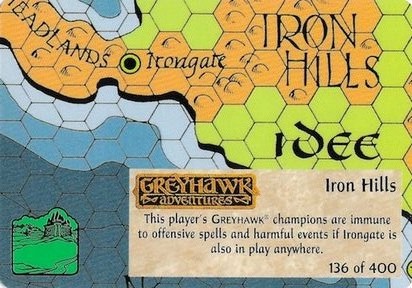 HEADLANDS
Irongate
IRON
HILLS
IDEE
GREYHAWK®
ADVENTURES
Iron Hills
This player's GREYHAWK® champions are immune
to offensive spells and harmful events if Irongate is
also in play anywhere.
136 of 400